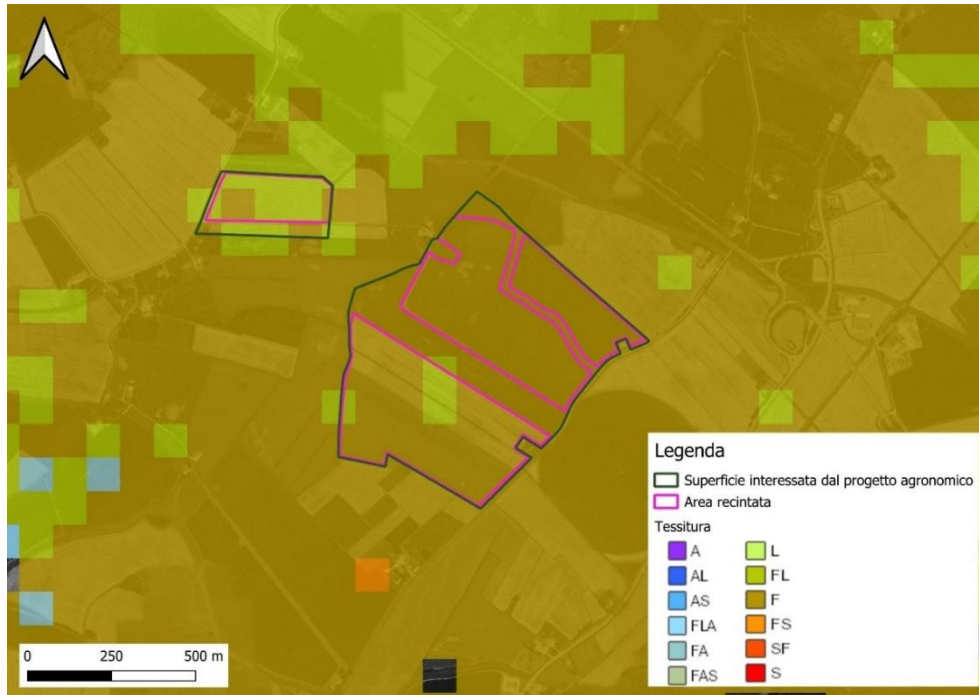 Legenda
Superficie interessata dal progetto agronomico
Area recintata
Tessitura
A
AL
AS
FLA
FA
FAS
L
FL
F
FS
SF
S
0 250 500 m